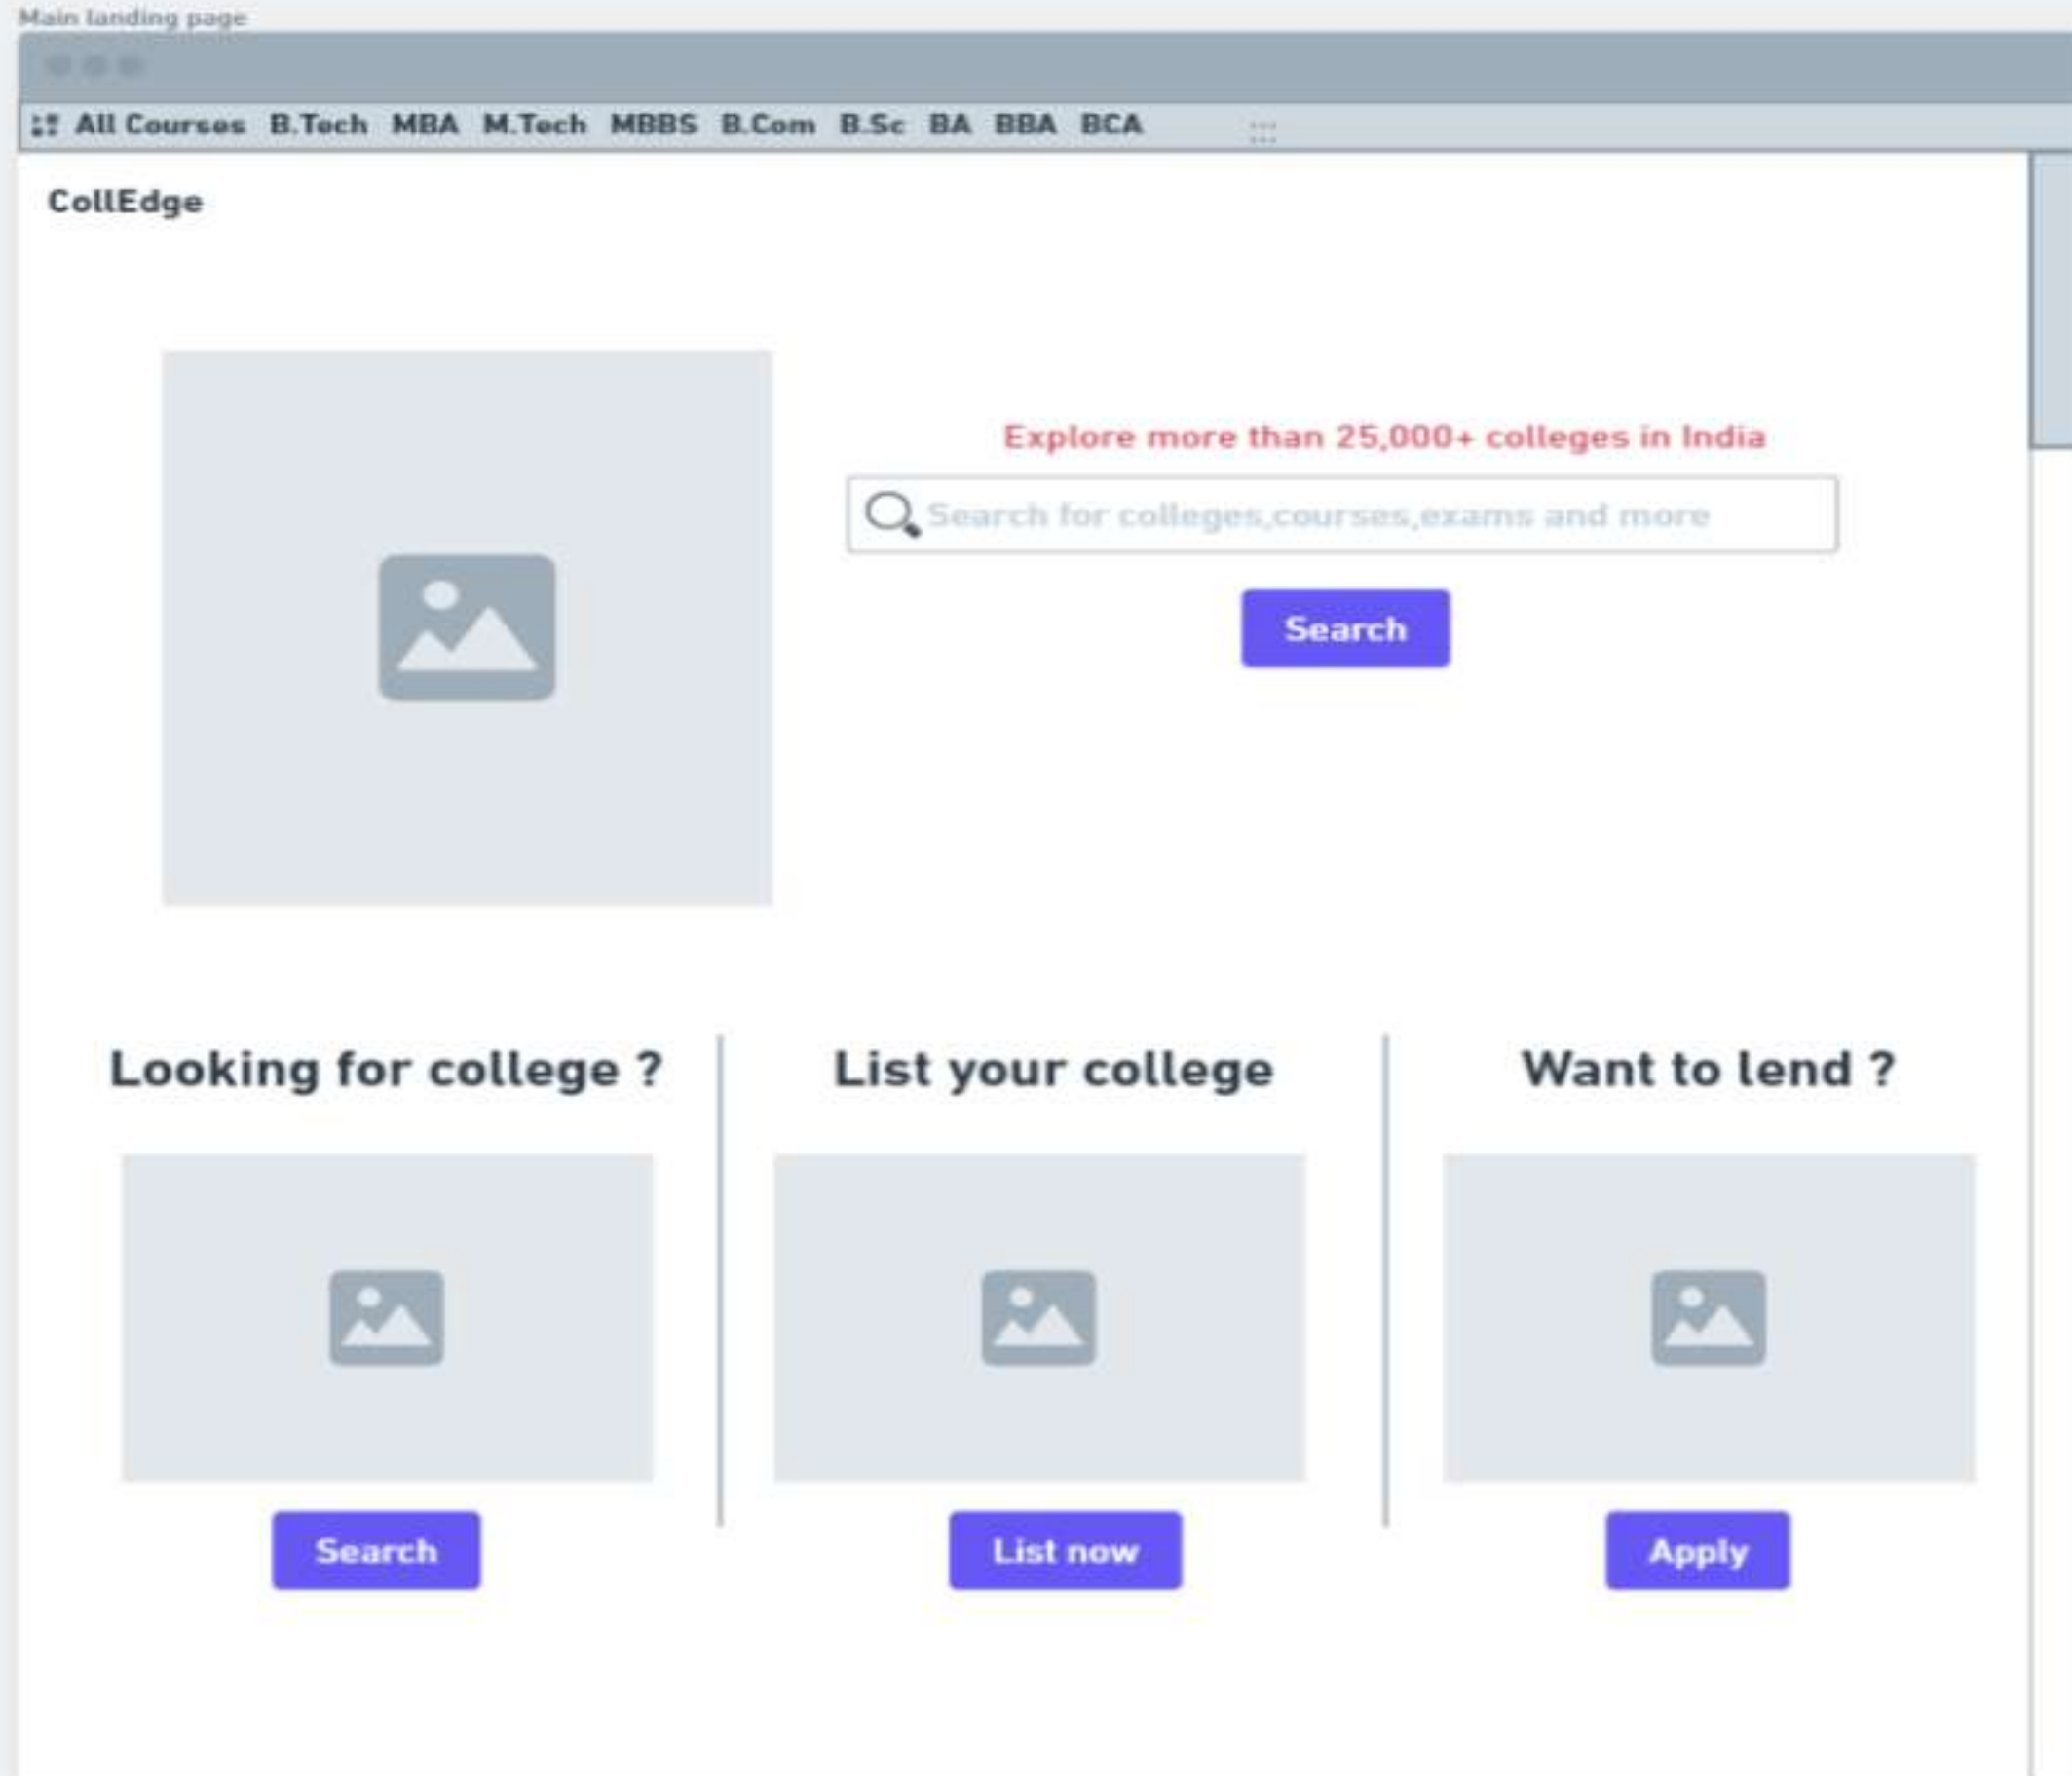 Main landing page
All Courses B.Tech MBA M.Tech MBBS B.Com B.Sc BA BBA BCA
CollEdge
Explore more than 25,000+ colleges in India
Search for colleges,courses,exams and more
Search
Looking for college ? List your college Want to lend ?
Search List now Apply